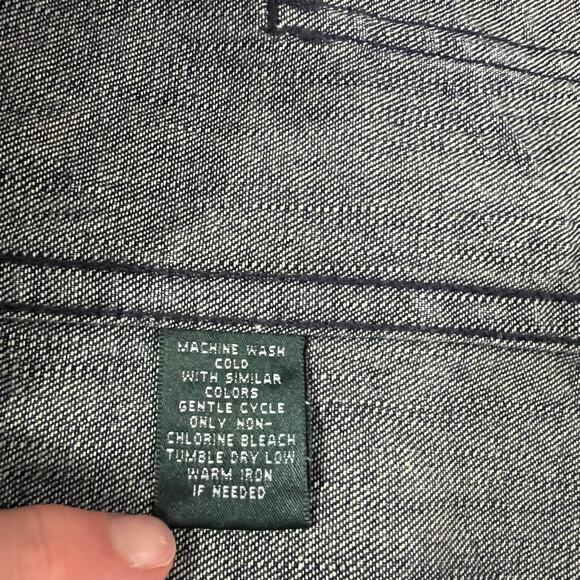 MACHINE WASH
COLD
WITH SIMILAR
COLORS
GENTLE CYCLE
ONLY NON-
CHLORINE BLEACH
TUMBLE DRY LOW
WARM IRON
IF NEEDED